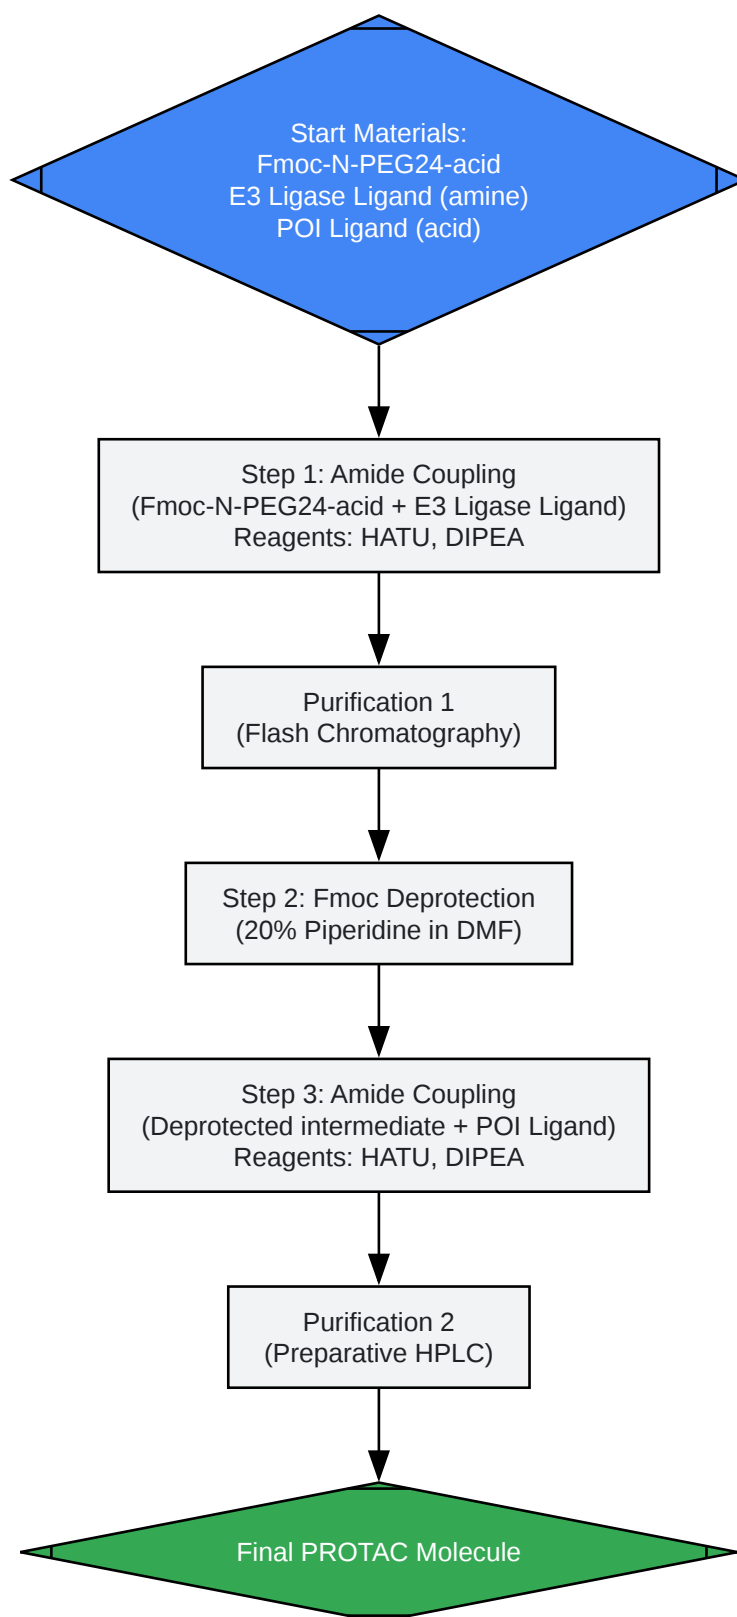 Start Materials:
Fmoc-N-PEG24-acid
E3 Ligase Ligand (amine)
POI Ligand (acid)
Step 1: Amide Coupling
(Fmoc-N-PEG24-acid + E3 Ligase Ligand)
Reagents: HATU, DIPEA
Purification 1
(Flash Chromatography)
Step 2: Fmoc Deprotection
(20% Piperidine in DMF)
Step 3: Amide Coupling
(Deprotected intermediate + POI Ligand)
Reagents: HATU, DIPEA
Purification 2
(Preparative HPLC)
Final PROTAC Molecule